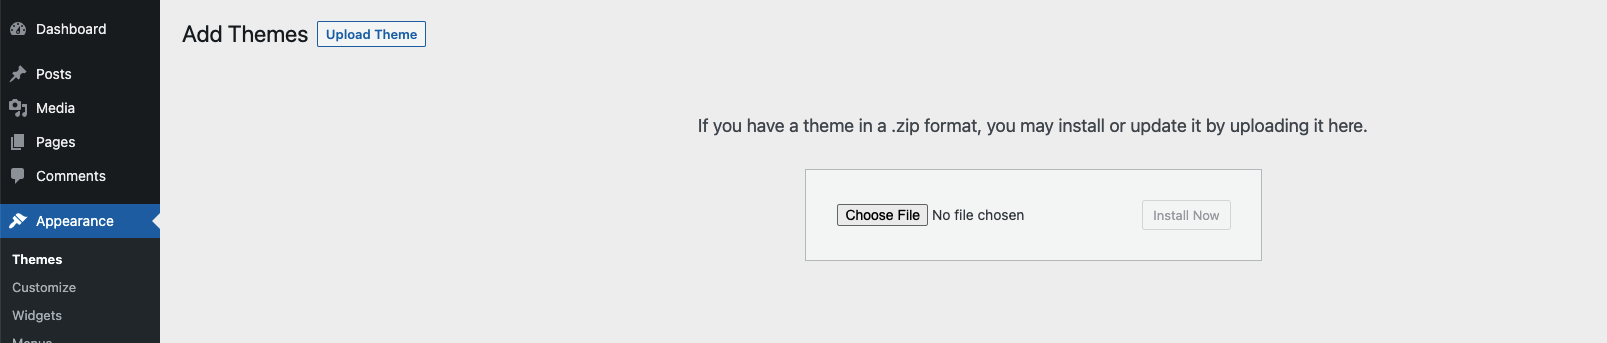 Dashboard
Posts
Media
Pages
Comments
Appearance
Themes
Customize
Widgets
Menus
Add Themes
Upload Theme
If you have a theme in a .zip format, you may install or update it by uploading it here.
Choose File No file chosen
Install Now